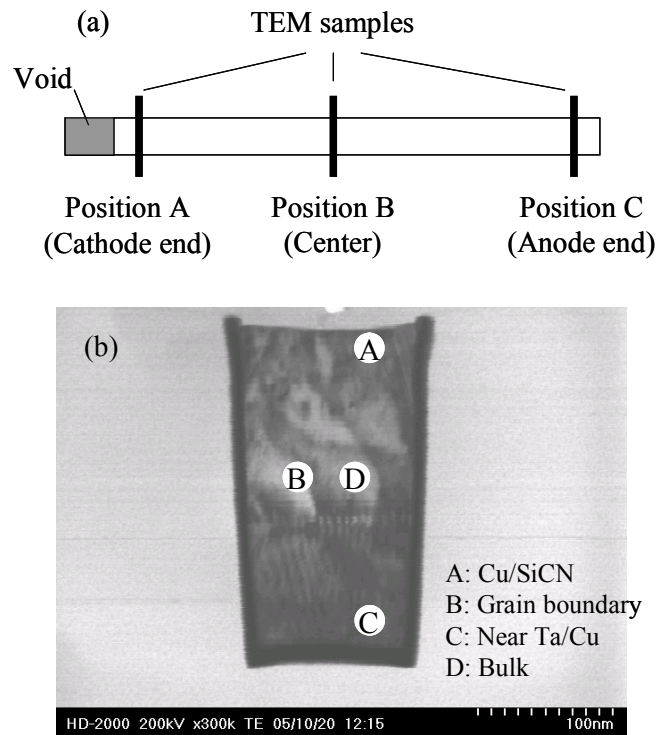 (a)
TEM samples
Void
Position A
(Cathode end)
Position B
(Center)
Position C
(Anode end)
(b)
A
B
D
C
A: Cu/SiCN
B: Grain boundary
C: Near Ta/Cu
D: Bulk
HD-2000 200kV x300k TE 05/10/20 12:15
100nm